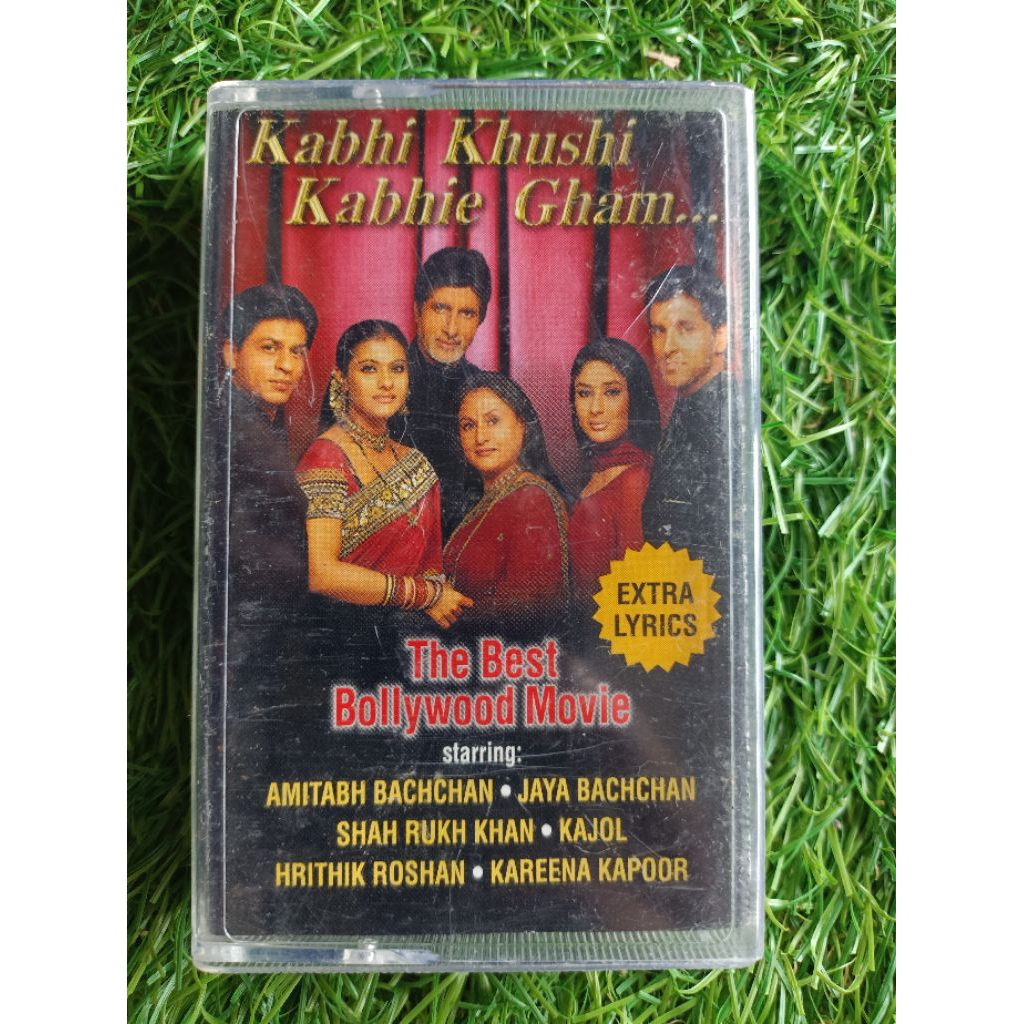 Kabhi Khushi
Kabhie Gham...
EXTRA
LYRICS
The Best
Bollywood Movie
starring:
AMITABH BACHCHAN • JAYA BACHCHAN
SHAH RUKH KHAN • KAJOL
HRITHIK ROSHAN • KAREENA KAPOOR